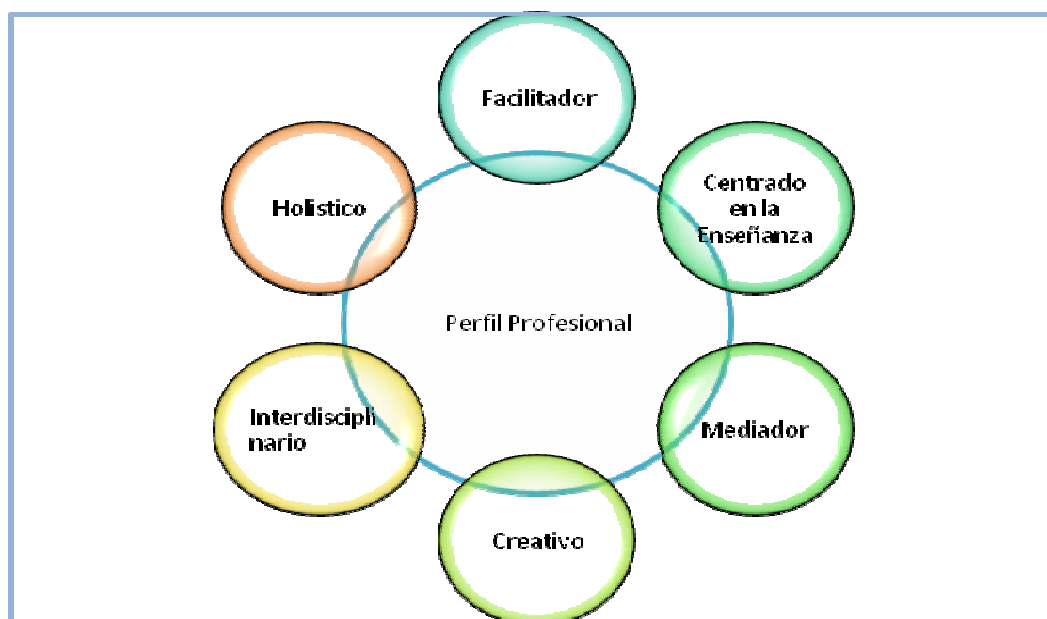 Facilitador
Centrado
en la
Enseñanza
Holistico
Perfil Profesional
Interdiscipli
nario
Mediador
Creativo